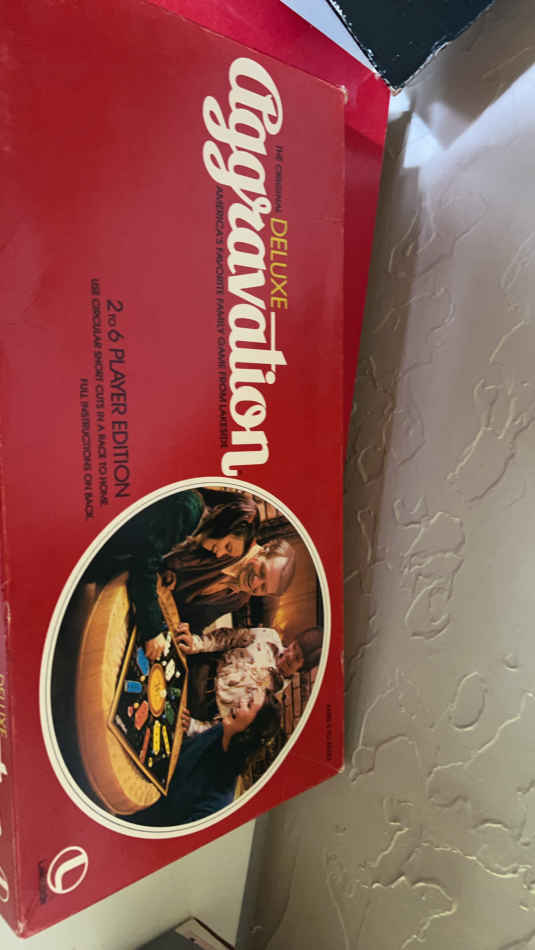 THE ORIGINAL DELUXE
Aggravation
AMERICA'S FAVORITE FAMILY GAME FROM LAKESIDE
2 TO 6 PLAYER EDITION
USE CIRCULAR SHORT CUTS IN A RACE TO HOME.
FULL INSTRUCTIONS ON BACK.
L
LAKESIDE
DELUXE